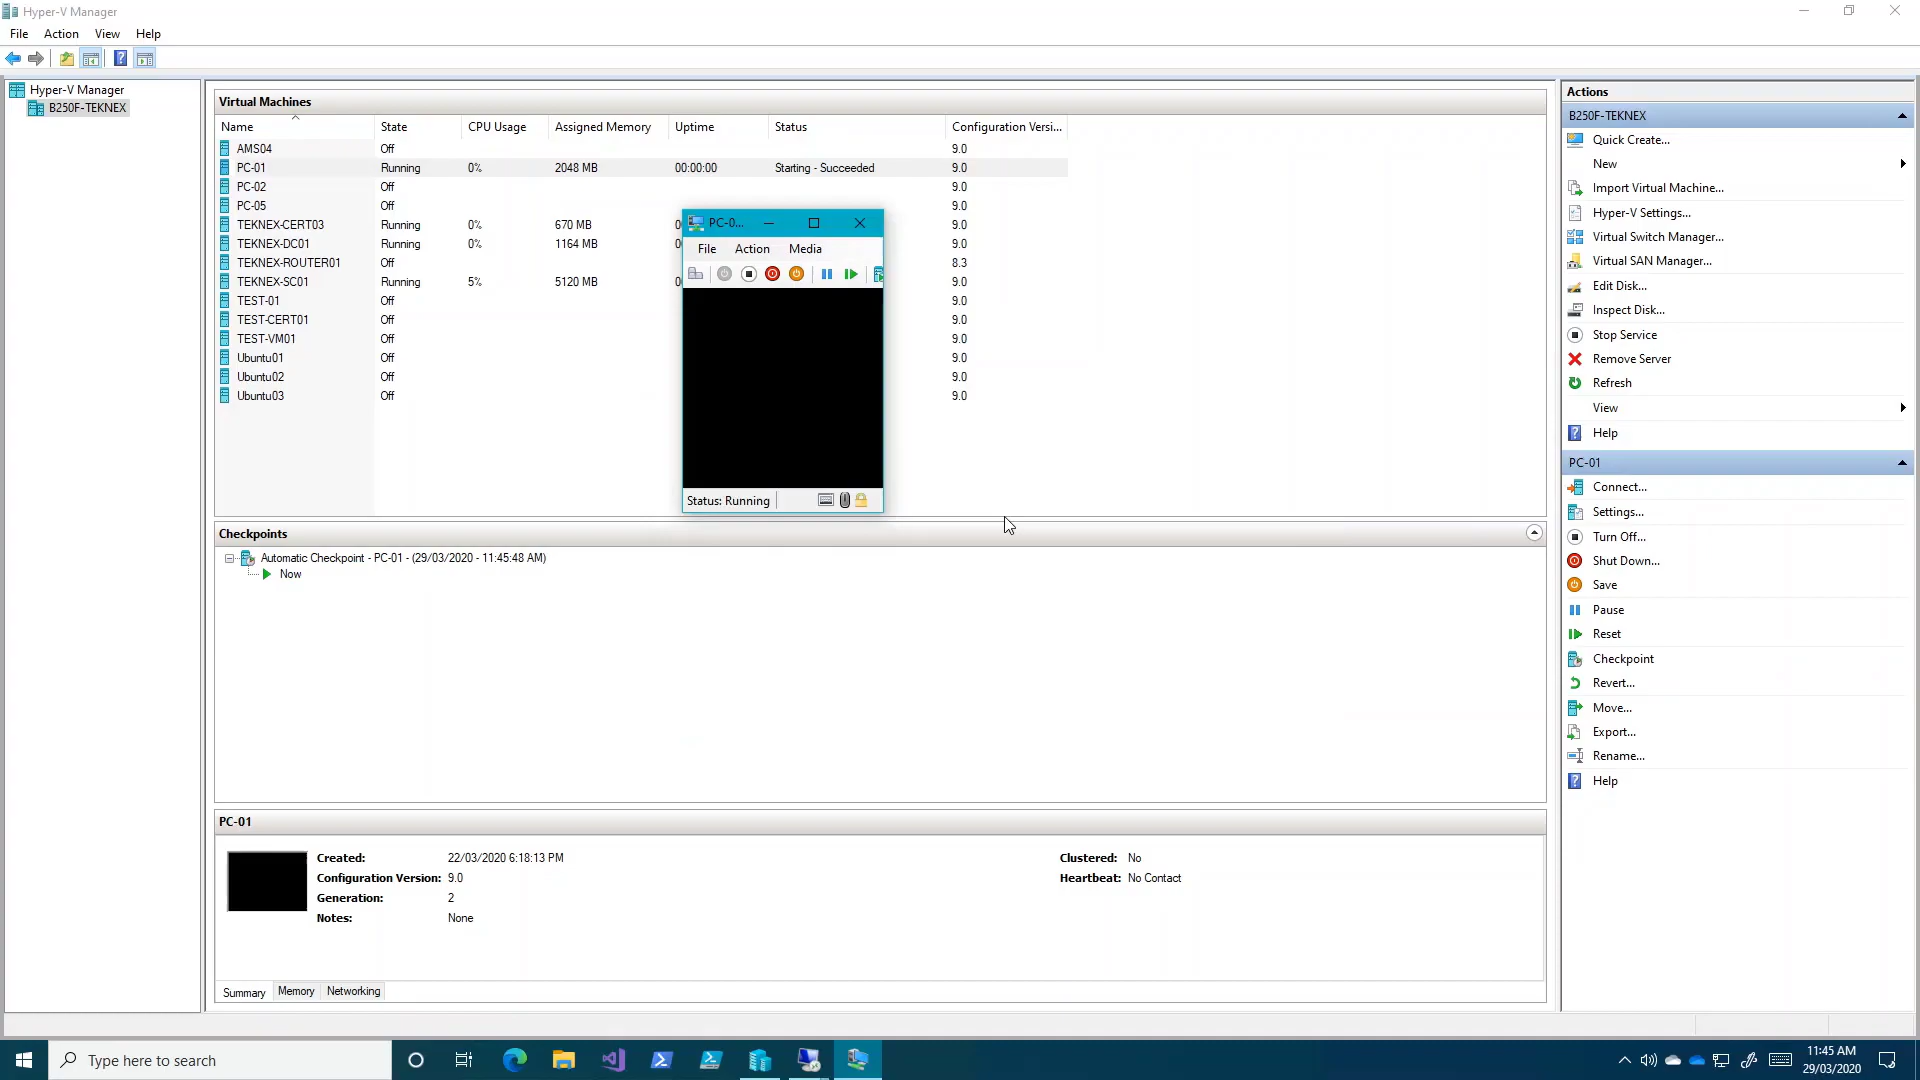 Hyper-V Manager
File Action View Help
Hyper-V Manager
B250F-TEKNEX
Virtual Machines
Name State CPU Usage Assigned Memory Uptime Status Configuration Versi...
AMS04 Off 9.0
PC-01 Running 0% 2048 MB 00:00:00 Starting - Succeeded 9.0
PC-02 Off 9.0
PC-05 Off 9.0
TEKNEX-CERT03 Running 0% 670 MB 9.0
TEKNEX-DC01 Running 0% 1164 MB 9.0
TEKNEX-ROUTER01 Off 8.3
TEKNEX-SC01 Running 5% 5120 MB 9.0
TEST-01 Off 9.0
TEST-CERT01 Off 9.0
TEST-VM01 Off 9.0
Ubuntu01 Off 9.0
Ubuntu02 Off 9.0
Ubuntu03 Off 9.0
PC-0...
File Action Media
Status: Running
Checkpoints
Automatic Checkpoint - PC-01 - (29/03/2020 - 11:45:48 AM)
Now
PC-01
Created: 22/03/2020 6:18:13 PM
Configuration Version: 9.0
Generation: 2
Notes: None
Clustered: No
Heartbeat: No Contact
Summary Memory Networking
Actions
B250F-TEKNEX
Quick Create...
New
Import Virtual Machine...
Hyper-V Settings...
Virtual Switch Manager...
Virtual SAN Manager...
Edit Disk...
Inspect Disk...
Stop Service
Remove Server
Refresh
View
Help
PC-01
Connect...
Settings...
Turn Off...
Shut Down...
Save
Pause
Reset
Checkpoint
Revert...
Move...
Export...
Rename...
Help
Type here to search
11:45 AM
29/03/2020